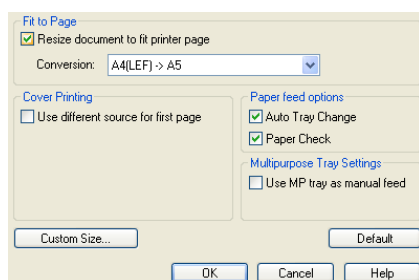 Fit to Page
Resize document to fit printer page
Conversion: A4(LEF) -> A5
Cover Printing
Use different source for first page
Paper feed options
Auto Tray Change
Paper Check
Multipurpose Tray Settings
Use MP tray as manual feed
Custom Size...
Default
OK
Cancel
Help